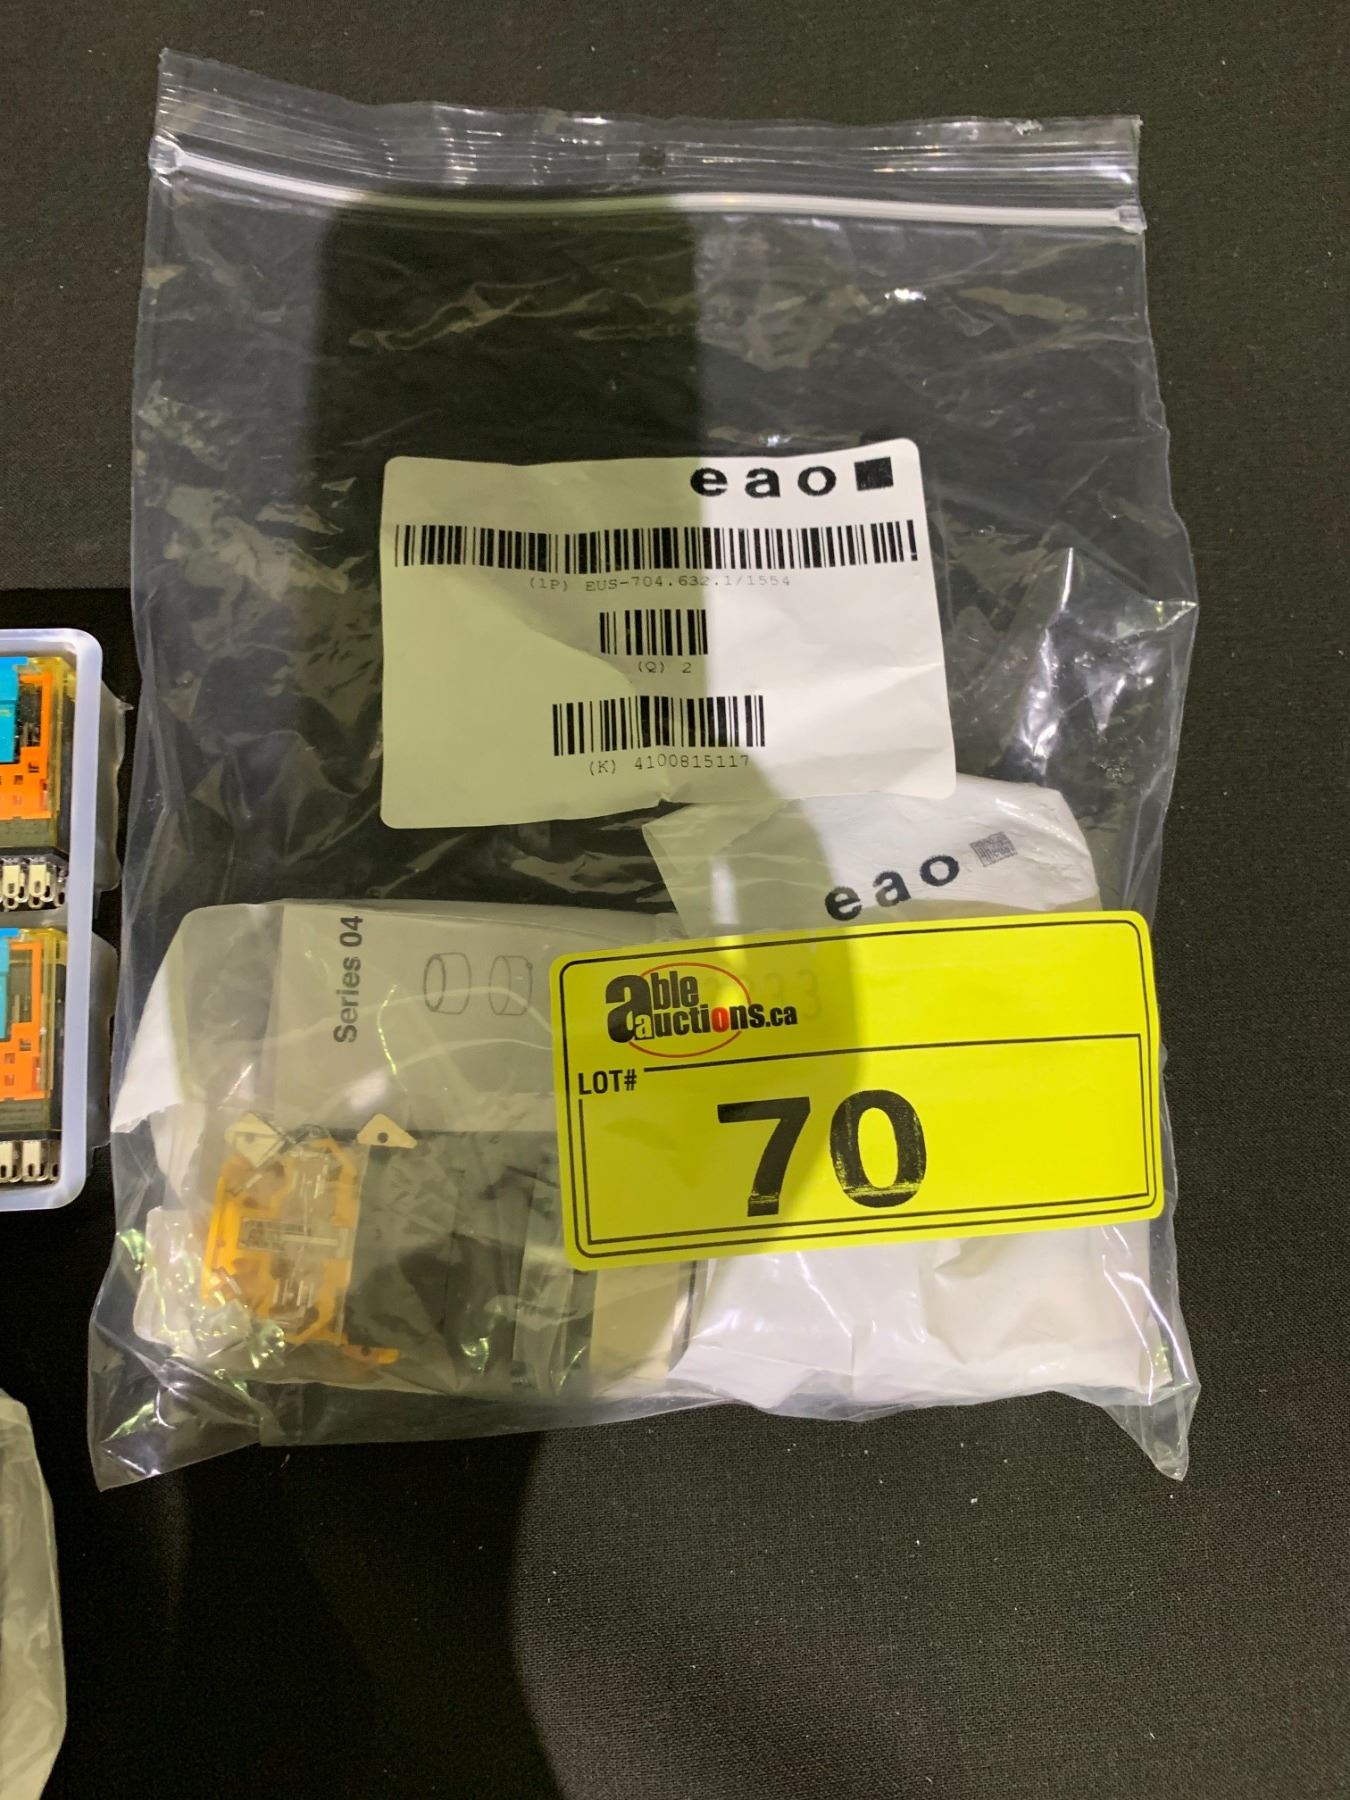 eao
(1P) EUS-704.632.1/1554
(Q) 2
(K) 4100815117
eao
Series 04
able
auctions.ca
LOT#
70